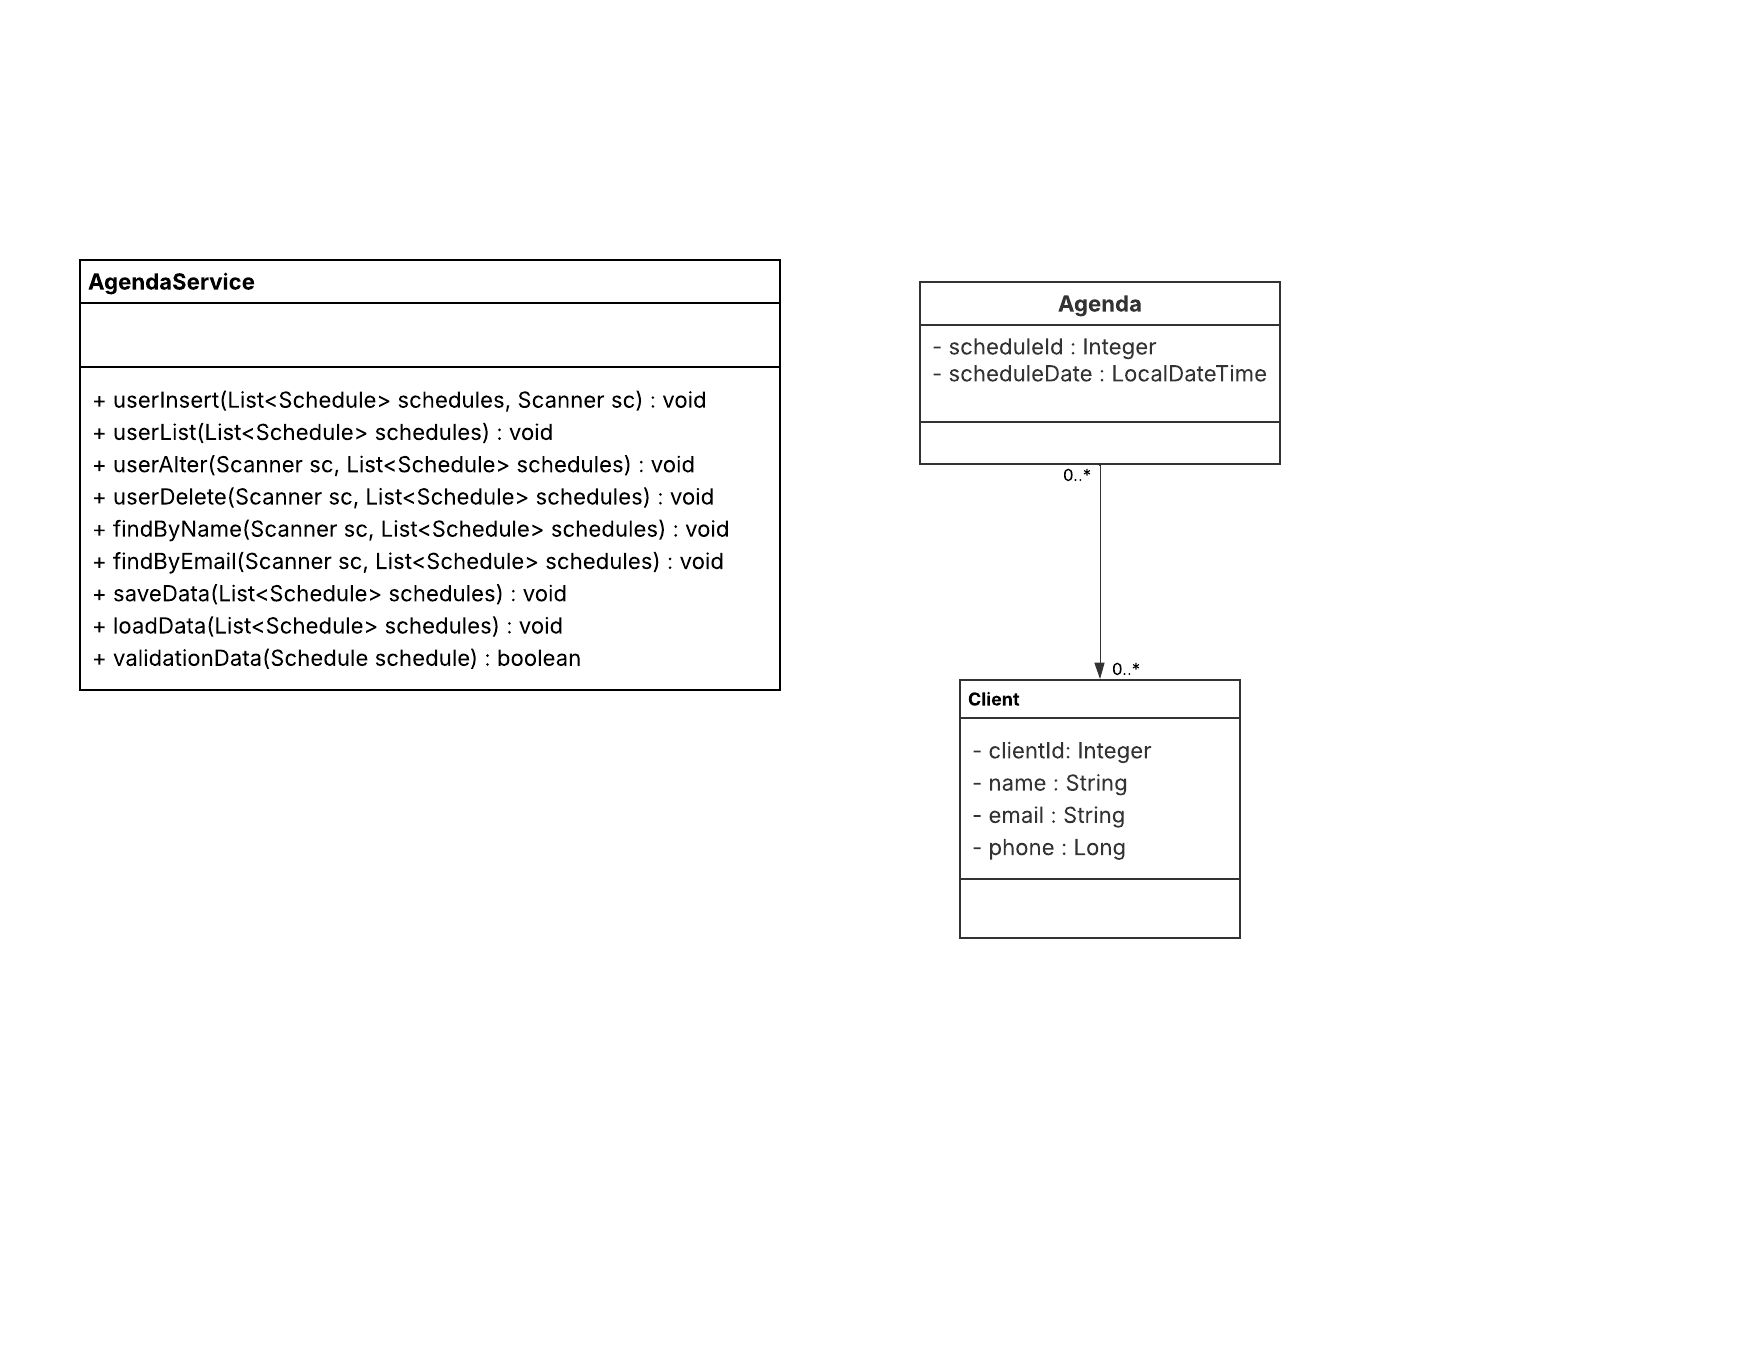 AgendaService
+ userInsert(List<Schedule> schedules, Scanner sc) : void
+ userList(List<Schedule> schedules) : void
+ userAlter(Scanner sc, List<Schedule> schedules) : void
+ userDelete(Scanner sc, List<Schedule> schedules) : void
+ findByName(Scanner sc, List<Schedule> schedules) : void
+ findByEmail(Scanner sc, List<Schedule> schedules) : void
+ saveData(List<Schedule> schedules) : void
+ loadData(List<Schedule> schedules) : void
+ validationData(Schedule schedule) : boolean
Agenda
- scheduleId : Integer
- scheduleDate : LocalDateTime
0..*
0..*
Client
- clientId: Integer
- name : String
- email : String
- phone : Long